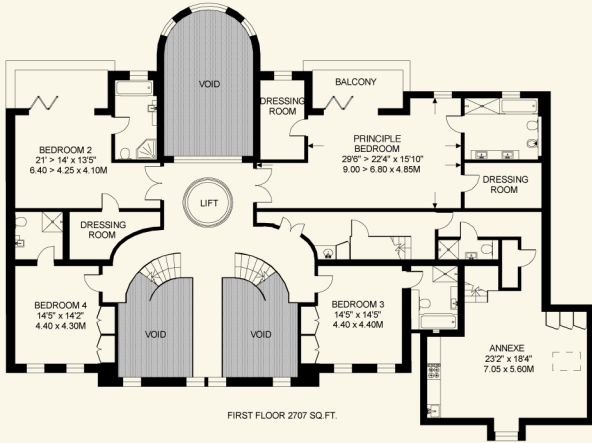 VOID
BALCONY
DRESSING
ROOM
BEDROOM 2
21' > 14' x 13'5"
6.40 > 4.25 x 4.10M
PRINCIPLE
BEDROOM
29'6" > 22'4" x 15'10"
9.00 > 6.80 x 4.85M
DRESSING
ROOM
LIFT
DRESSING
ROOM
BEDROOM 4
14'5" x 14'2"
4.40 x 4.30M
VOID
VOID
BEDROOM 3
14'5" x 14'5"
4.40 x 4.40M
ANNEXE
23'2" x 18'4"
7.05 x 5.60M
FIRST FLOOR 2707 SQ.FT.